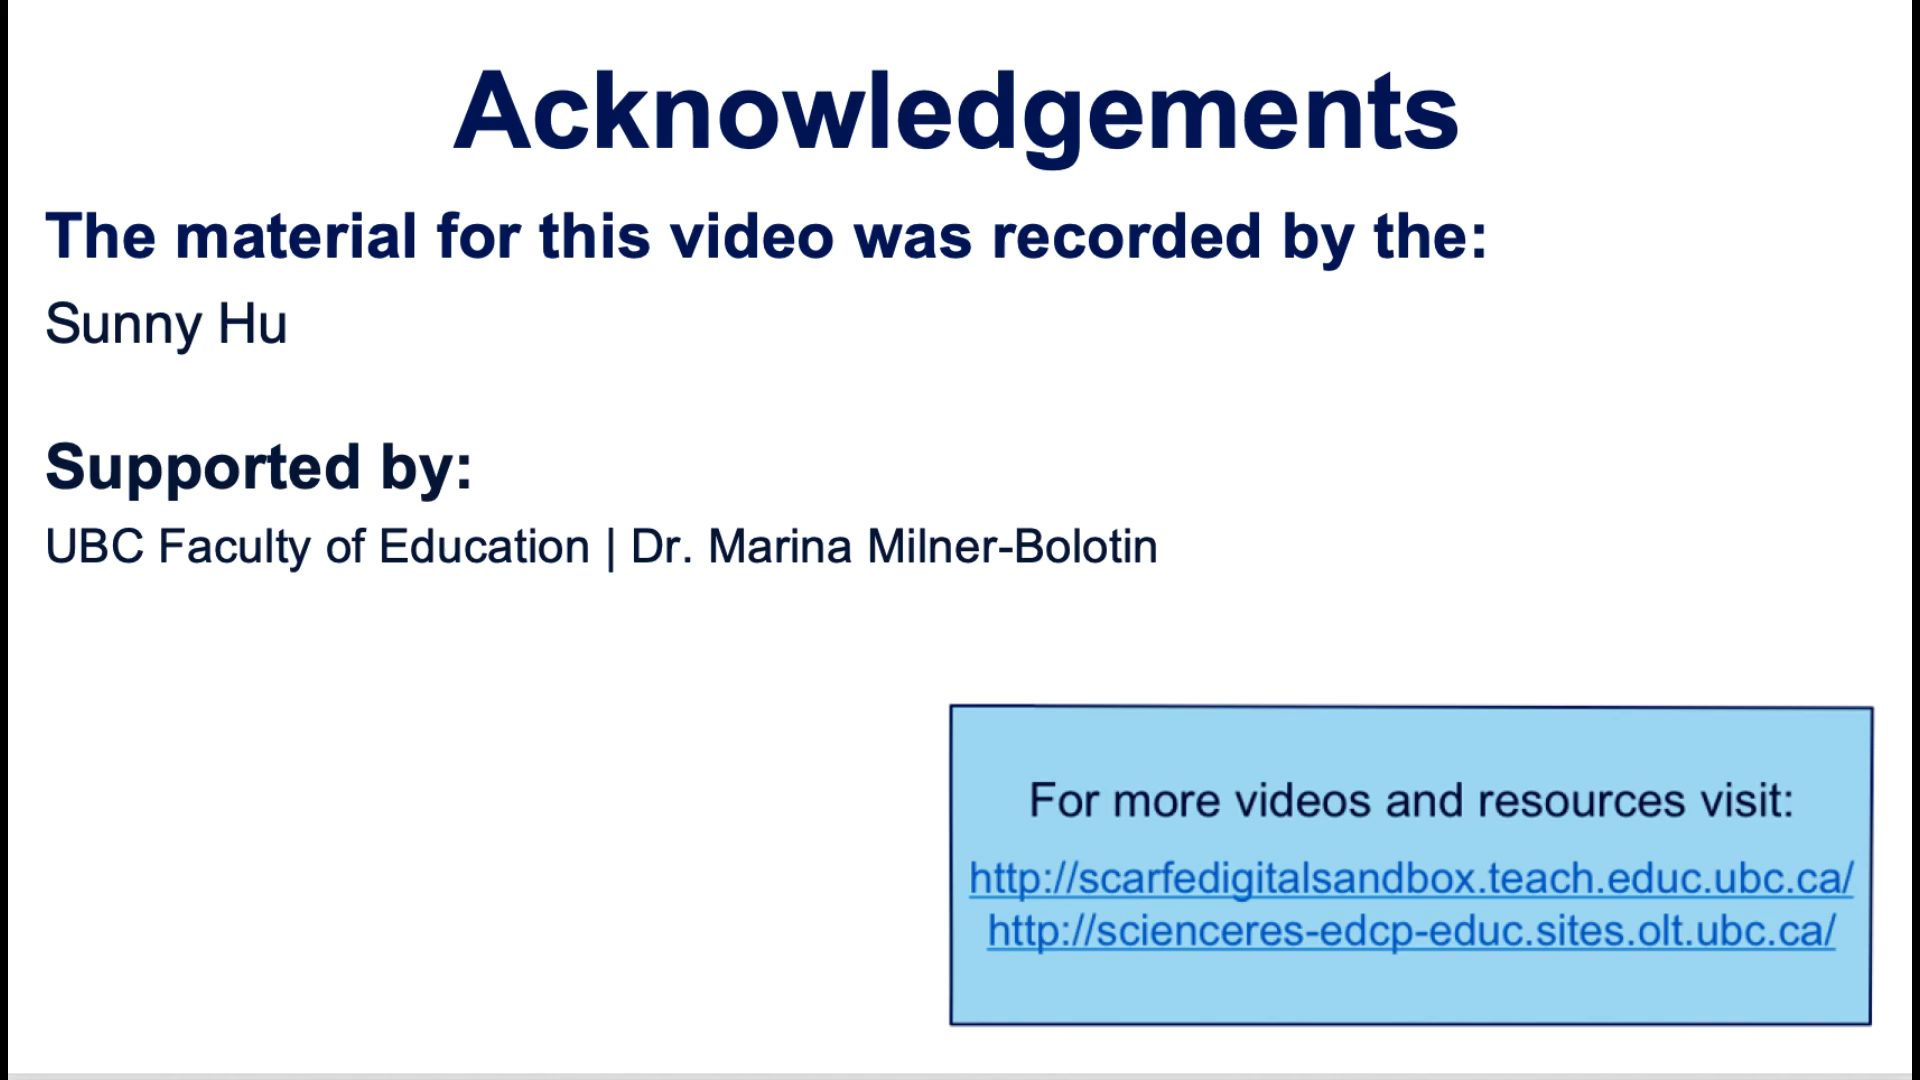 Acknowledgements
The material for this video was recorded by the:
Sunny Hu
Supported by:
UBC Faculty of Education | Dr. Marina Milner-Bolotin
For more videos and resources visit:
http://scarfedigitalsandbox.teach.educ.ubc.ca/
http://scienceres-edcp-educ.sites.olt.ubc.ca/